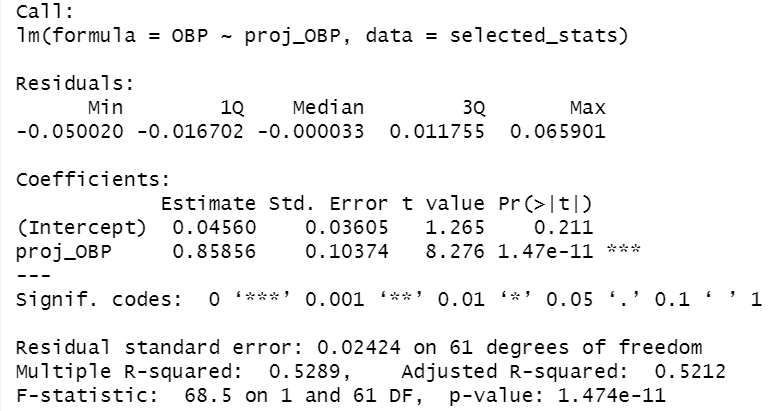 Call:
lm(formula = OBP ~ proj_OBP, data = selected_stats)
Residuals:
Min 1Q Median 3Q Max
-0.050020 -0.016702 -0.000033 0.011755 0.065901
Coefficients:
Estimate Std. Error t value Pr(>|t|)
(Intercept) 0.04560 0.03605 1.265 0.211
proj_OBP 0.85856 0.10374 8.276 1.47e-11 ***
---
Signif. codes: 0 ‘***’ 0.001 ‘**’ 0.01 ‘*’ 0.05 ‘.’ 0.1 ‘ ’ 1
Residual standard error: 0.02424 on 61 degrees of freedom
Multiple R-squared: 0.5289, Adjusted R-squared: 0.5212
F-statistic: 68.5 on 1 and 61 DF, p-value: 1.474e-11